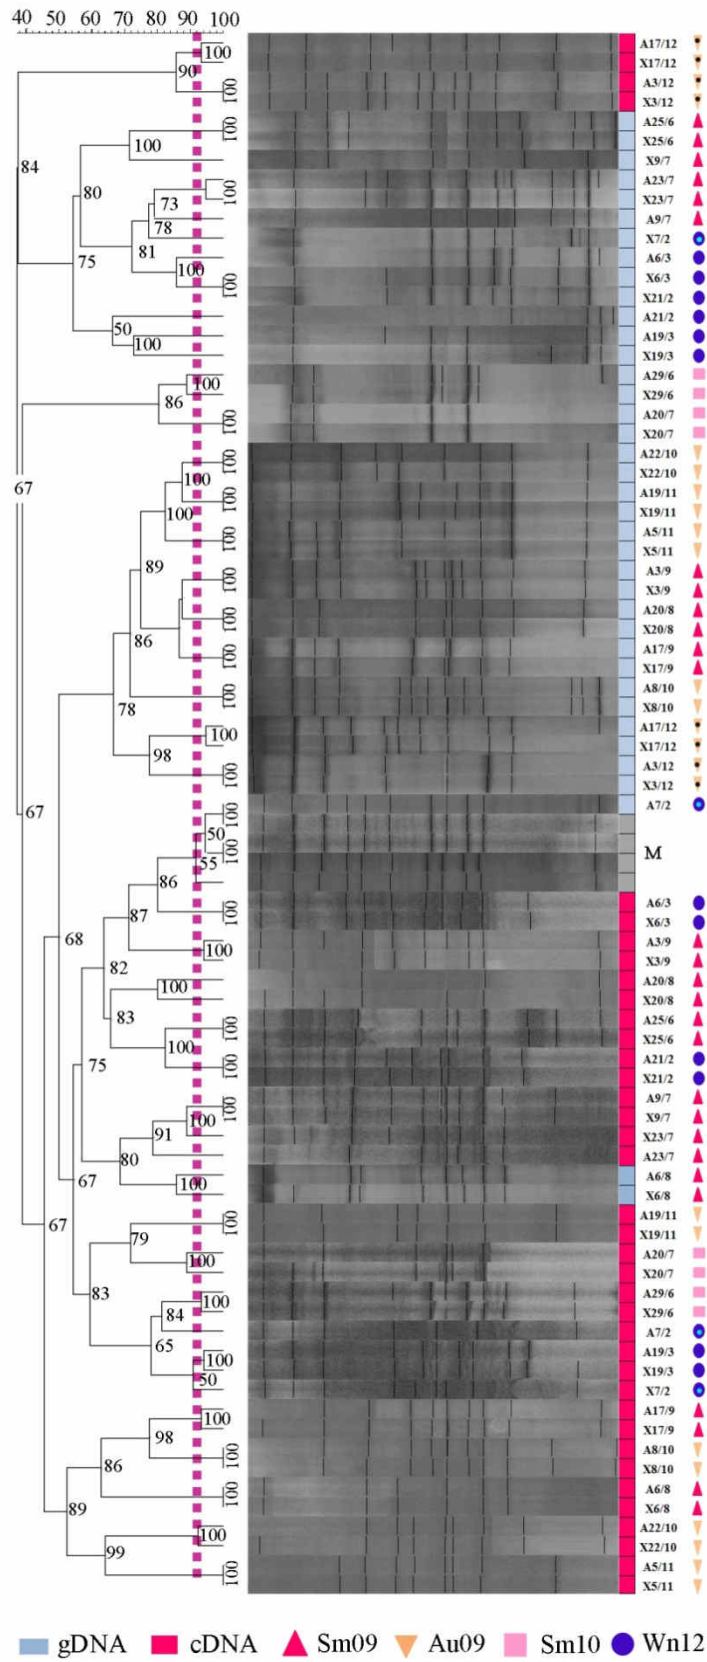 40 50 60 70 80 90 100
A17/12
100
X17/12
90
A3/12
100
X3/12
A25/6
100
X25/6
100
X9/7
84
A23/7
100
80
X23/7
73
A9/7
78
X7/2
81
A6/3
75
100
X6/3
100
X21/2
A21/2
50
A19/3
100
X19/3
A29/6
100
X29/6
86
A20/7
100
X20/7
A22/10
100
X22/10
100
67
A19/11
100
X19/11
100
A5/11
100
X5/11
89
A3/9
100
X3/9
A20/8
100
X20/8
86
A17/9
100
X17/9
A8/10
100
X8/10
78
A17/12
100
X17/12
98
A3/12
100
X3/12
A7/2
67
100
50
M
100
55
86
A6/3
100
X6/3
87
A3/9
68
100
X3/9
82
A20/8
100
X20/8
83
A25/6
100
X25/6
100
A21/2
75
100
X21/2
A9/7
100
X9/7
100
X23/7
91
A23/7
80
A6/8
67
100
X6/8
A19/11
100
67
X19/11
79
A20/7
100
X20/7
A29/6
83
100
X29/6
84
A7/2
65
A19/3
100
X19/3
50
X7/2
A17/9
100
X17/9
98
A8/10
100
X8/10
86
A6/8
100
X6/8
89
A22/10
100
X22/10
99
A5/11
100
X5/11
gDNA cDNA Sm09 Au09 Sm10 Wn12